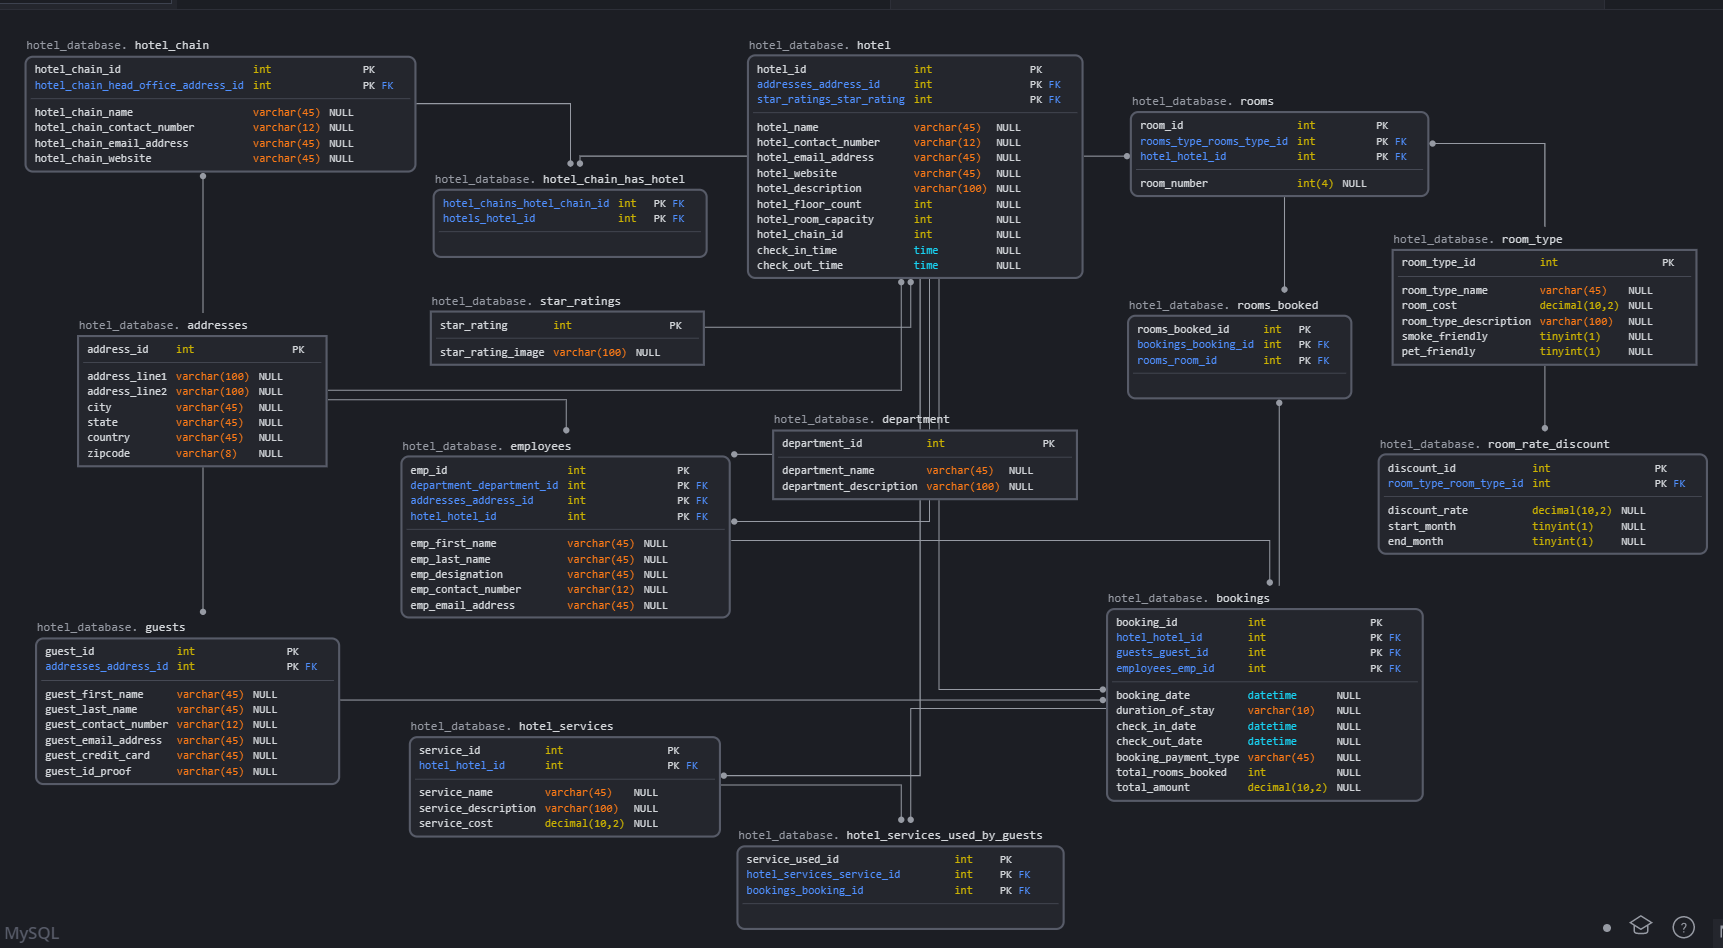 hotel_database. hotel_chain
hotel_chain_id int PK
hotel_chain_head_office_address_id int PK FK
hotel_chain_name varchar(45) NULL
hotel_chain_contact_number varchar(12) NULL
hotel_chain_email_address varchar(45) NULL
hotel_chain_website varchar(45) NULL
hotel_database. hotel
hotel_id int PK
addresses_address_id int PK FK
star_ratings_star_rating int PK FK
hotel_name varchar(45) NULL
hotel_contact_number varchar(12) NULL
hotel_email_address varchar(45) NULL
hotel_website varchar(45) NULL
hotel_description varchar(100) NULL
hotel_floor_count int NULL
hotel_room_capacity int NULL
hotel_chain_id int NULL
check_in_time time NULL
check_out_time time NULL
hotel_database. rooms
room_id int PK
rooms_type_rooms_type_id int PK FK
hotel_hotel_id int PK FK
room_number int(4) NULL
hotel_database. hotel_chain_has_hotel
hotel_chains_hotel_chain_id int PK FK
hotels_hotel_id int PK FK
hotel_database. room_type
room_type_id int PK
room_type_name varchar(45) NULL
room_cost decimal(10,2) NULL
room_type_description varchar(100) NULL
smoke_friendly tinyint(1) NULL
pet_friendly tinyint(1) NULL
hotel_database. star_ratings
star_rating int PK
star_rating_image varchar(100) NULL
hotel_database. rooms_booked
rooms_booked_id int PK
bookings_booking_id int PK FK
rooms_room_id int PK FK
hotel_database. addresses
address_id int PK
address_line1 varchar(100) NULL
address_line2 varchar(100) NULL
city varchar(45) NULL
state varchar(45) NULL
country varchar(45) NULL
zipcode varchar(8) NULL
hotel_database. department
department_id int PK
department_name varchar(45) NULL
department_description varchar(100) NULL
hotel_database. employees
emp_id int PK
department_department_id int PK FK
addresses_address_id int PK FK
hotel_hotel_id int PK FK
emp_first_name varchar(45) NULL
emp_last_name varchar(45) NULL
emp_designation varchar(45) NULL
emp_contact_number varchar(12) NULL
emp_email_address varchar(45) NULL
hotel_database. room_rate_discount
discount_id int PK
room_type_room_type_id int PK FK
discount_rate decimal(10,2) NULL
start_month tinyint(1) NULL
end_month tinyint(1) NULL
hotel_database. bookings
booking_id int PK
hotel_hotel_id int PK FK
guests_guest_id int PK FK
employees_emp_id int PK FK
booking_date datetime NULL
duration_of_stay varchar(10) NULL
check_in_date datetime NULL
check_out_date datetime NULL
booking_payment_type varchar(45) NULL
total_rooms_booked int NULL
total_amount decimal(10,2) NULL
hotel_database. guests
guest_id int PK
addresses_address_id int PK FK
guest_first_name varchar(45) NULL
guest_last_name varchar(45) NULL
guest_contact_number varchar(12) NULL
guest_email_address varchar(45) NULL
guest_credit_card varchar(45) NULL
guest_id_proof varchar(45) NULL
hotel_database. hotel_services
service_id int PK
hotel_hotel_id int PK FK
service_name varchar(45) NULL
service_description varchar(100) NULL
service_cost decimal(10,2) NULL
hotel_database. hotel_services_used_by_guests
service_used_id int PK
hotel_services_service_id int PK FK
bookings_booking_id int PK FK
MySQL
?